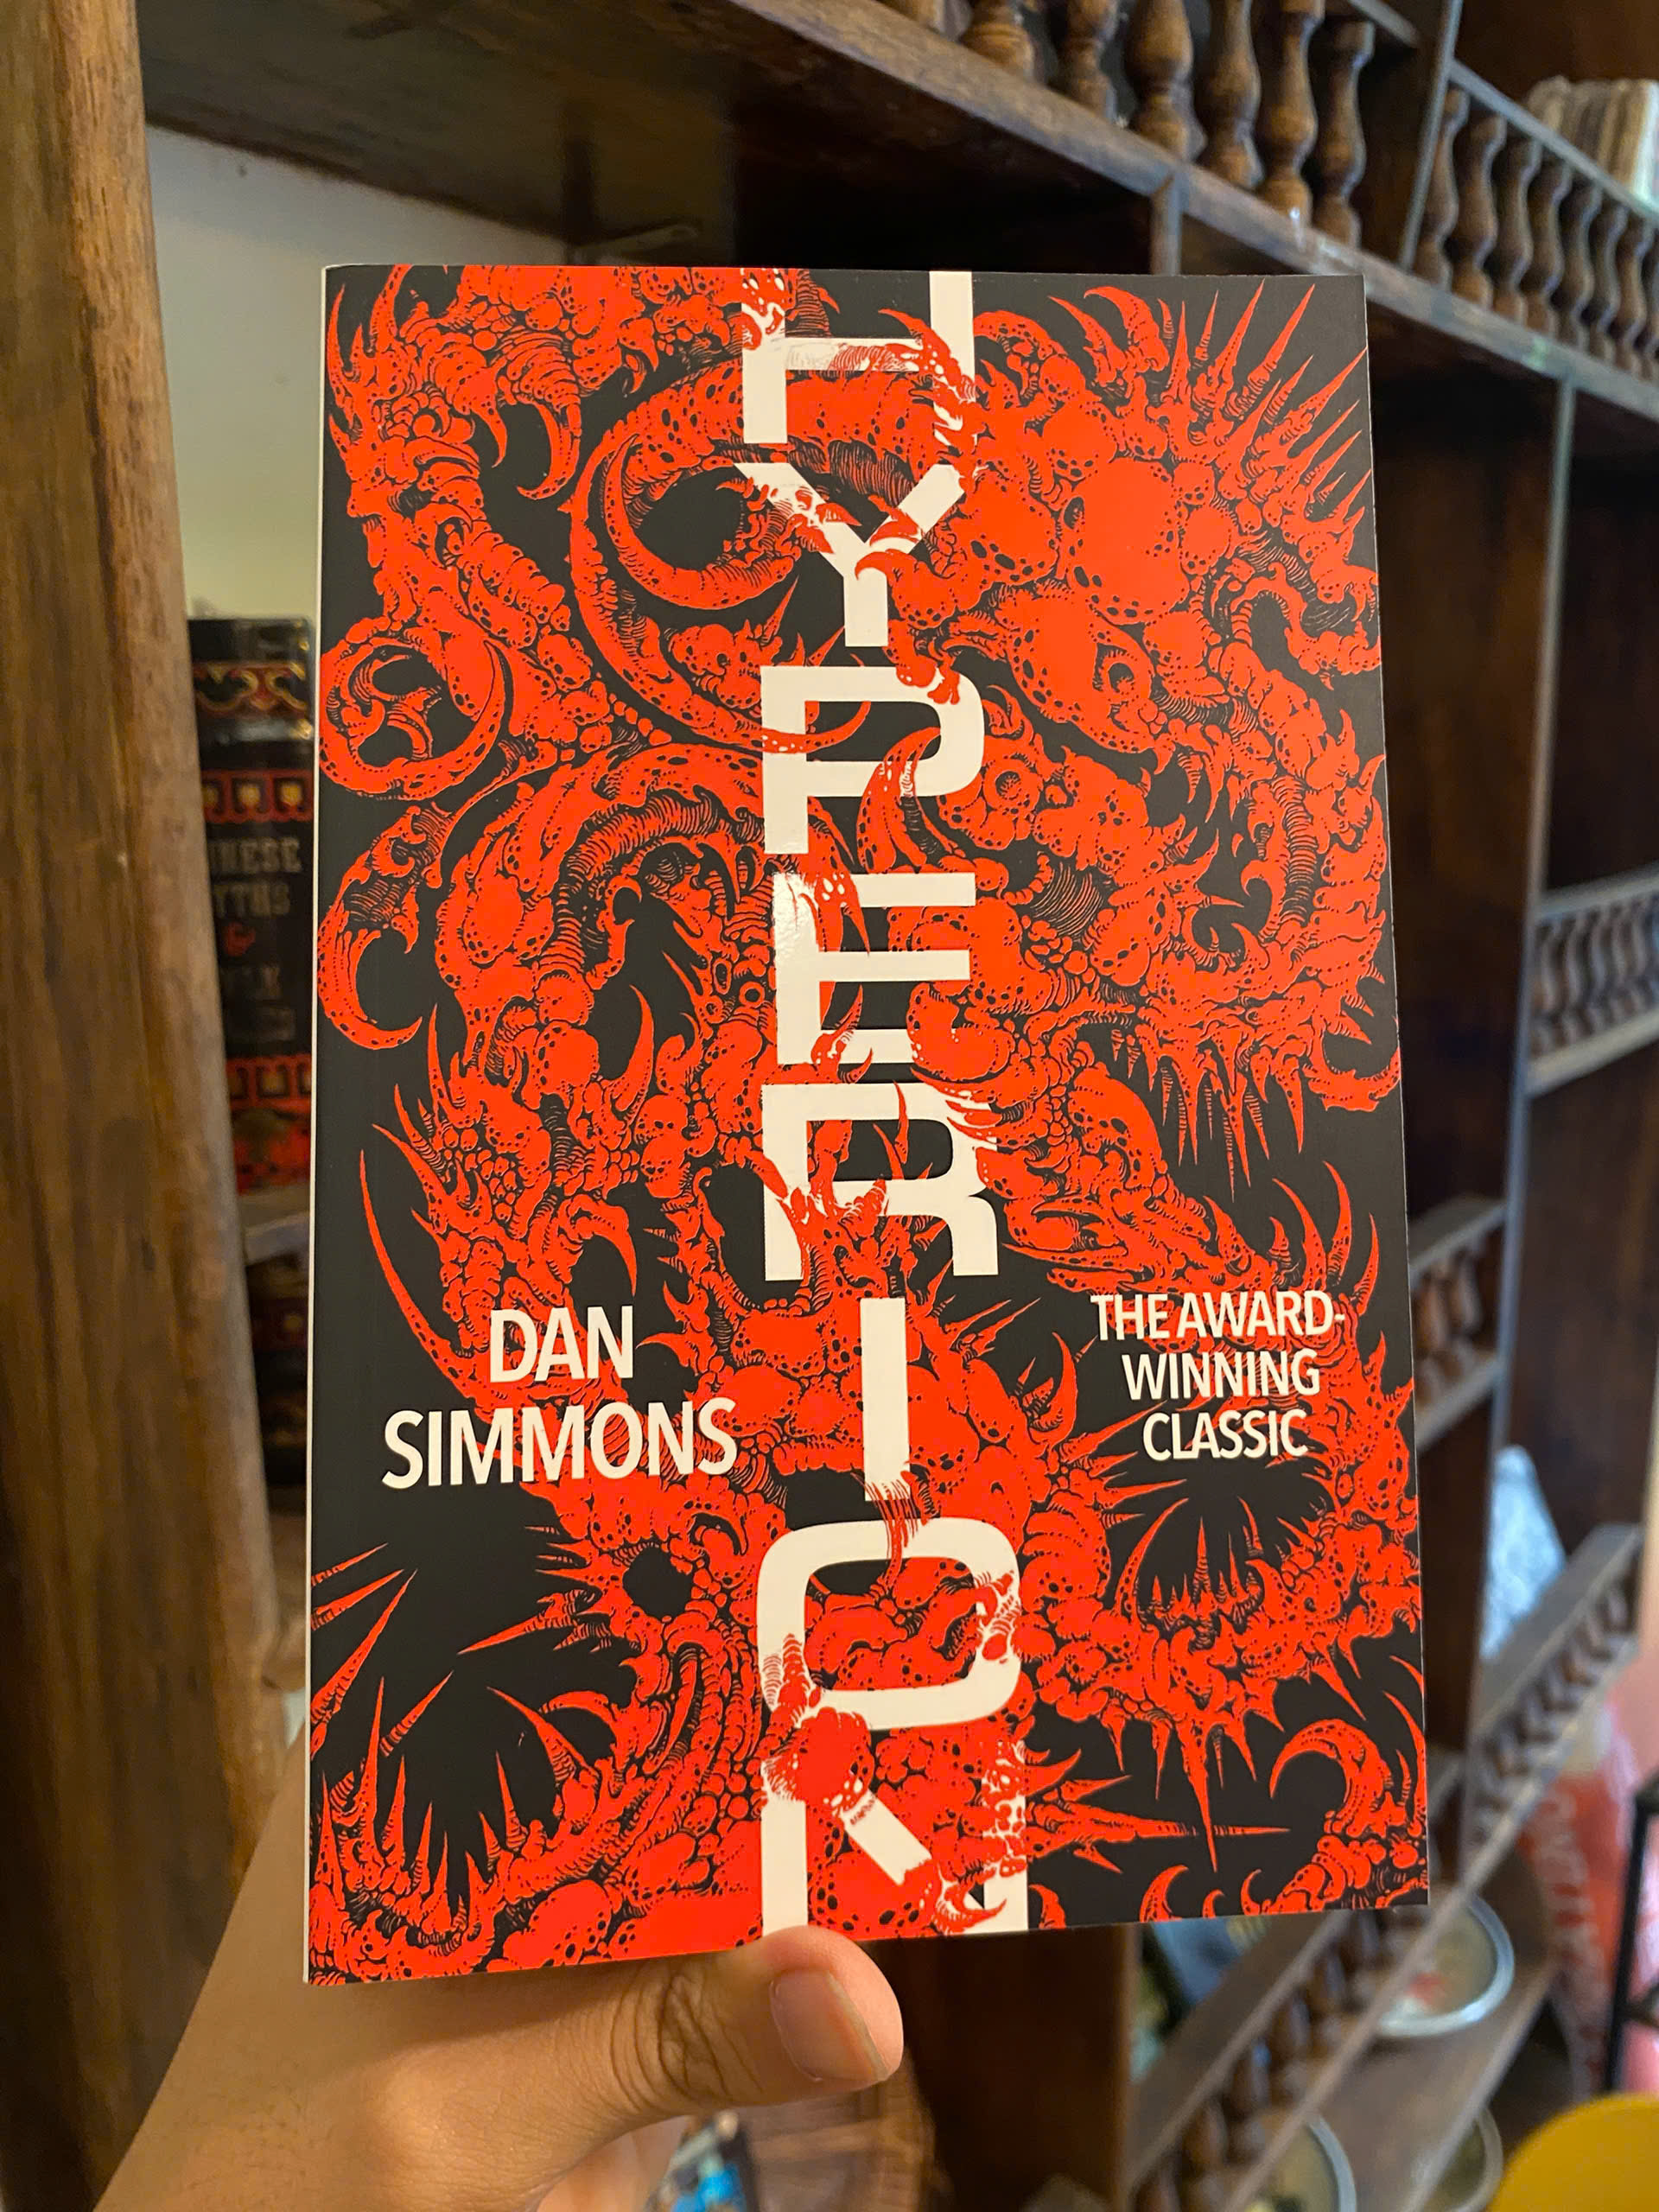 HYPERION
DAN
SIMMONS
THE AWARD-
WINNING
CLASSIC